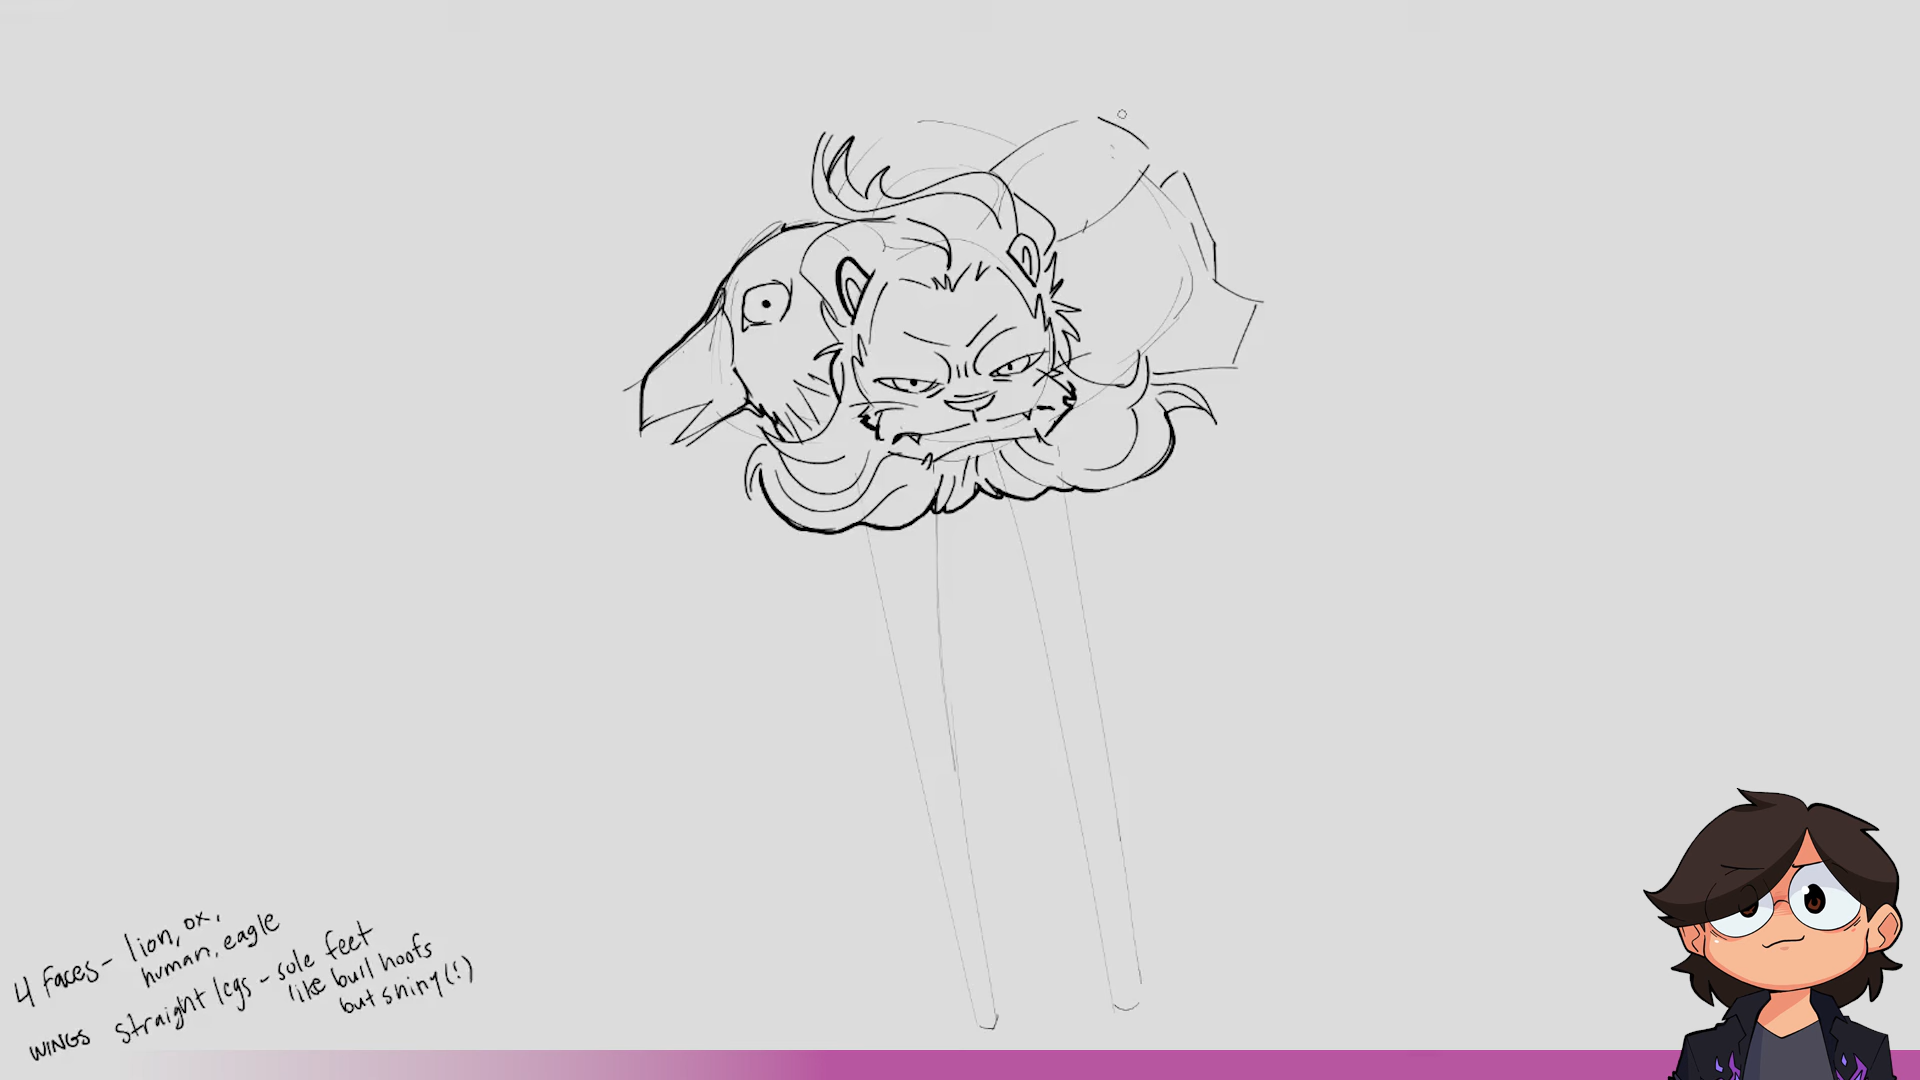 4 faces - lion, ox,
human, eagle
straight legs - sole feet
like bull hoofs
but shiny(!)
WINGS